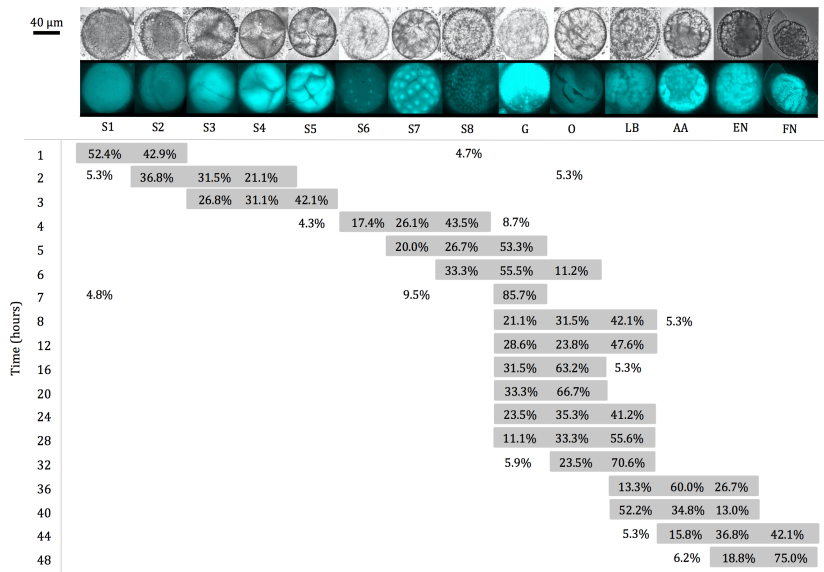 40 µm
S1 S2 S3 S4 S5 S6 S7 S8 G O LB AA EN FN
Time (hours)
1 52.4% 42.9% 4.7%
2 5.3% 36.8% 31.5% 21.1% 5.3%
3 26.8% 31.1% 42.1%
4 4.3% 17.4% 26.1% 43.5% 8.7%
5 20.0% 26.7% 53.3%
6 33.3% 55.5% 11.2%
7 4.8% 9.5% 85.7%
8 21.1% 31.5% 42.1% 5.3%
12 28.6% 23.8% 47.6%
16 31.5% 63.2% 5.3%
20 33.3% 66.7%
24 23.5% 35.3% 41.2%
28 11.1% 33.3% 55.6%
32 5.9% 23.5% 70.6%
36 13.3% 60.0% 26.7%
40 52.2% 34.8% 13.0%
44 5.3% 15.8% 36.8% 42.1%
48 6.2% 18.8% 75.0%